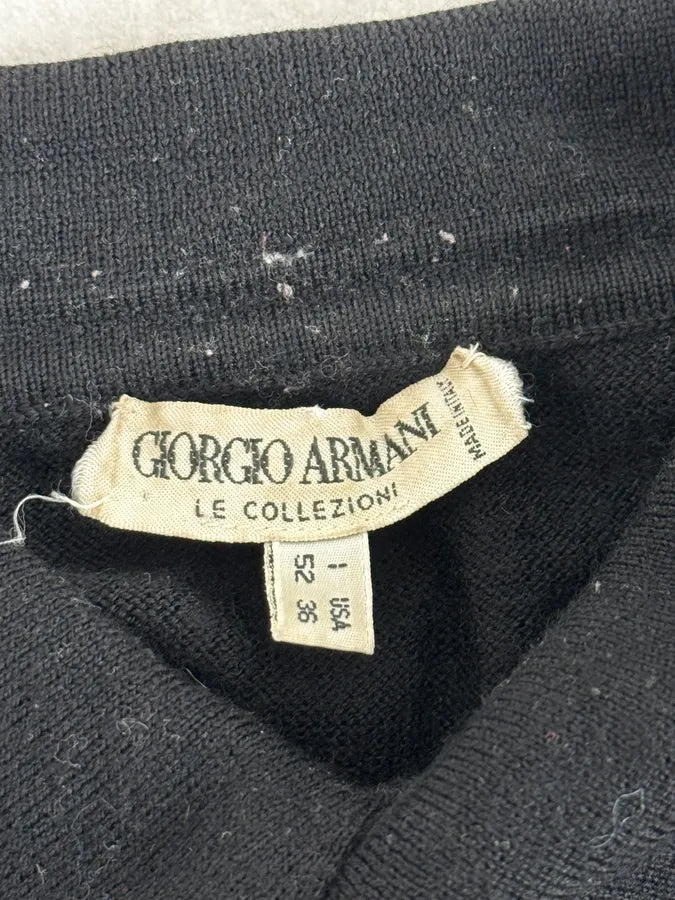 GIORGIO ARMANI
LE COLLEZIONI
MADE IN ITALY
I 52
USA 36